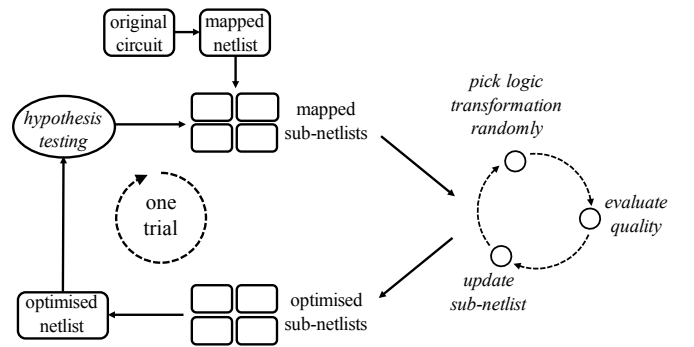 original
circuit
mapped
netlist
hypothesis
testing
mapped
sub-netlists
pick logic
transformation
randomly
evaluate
quality
update
sub-netlist
one
trial
optimised
sub-netlists
optimised
netlist